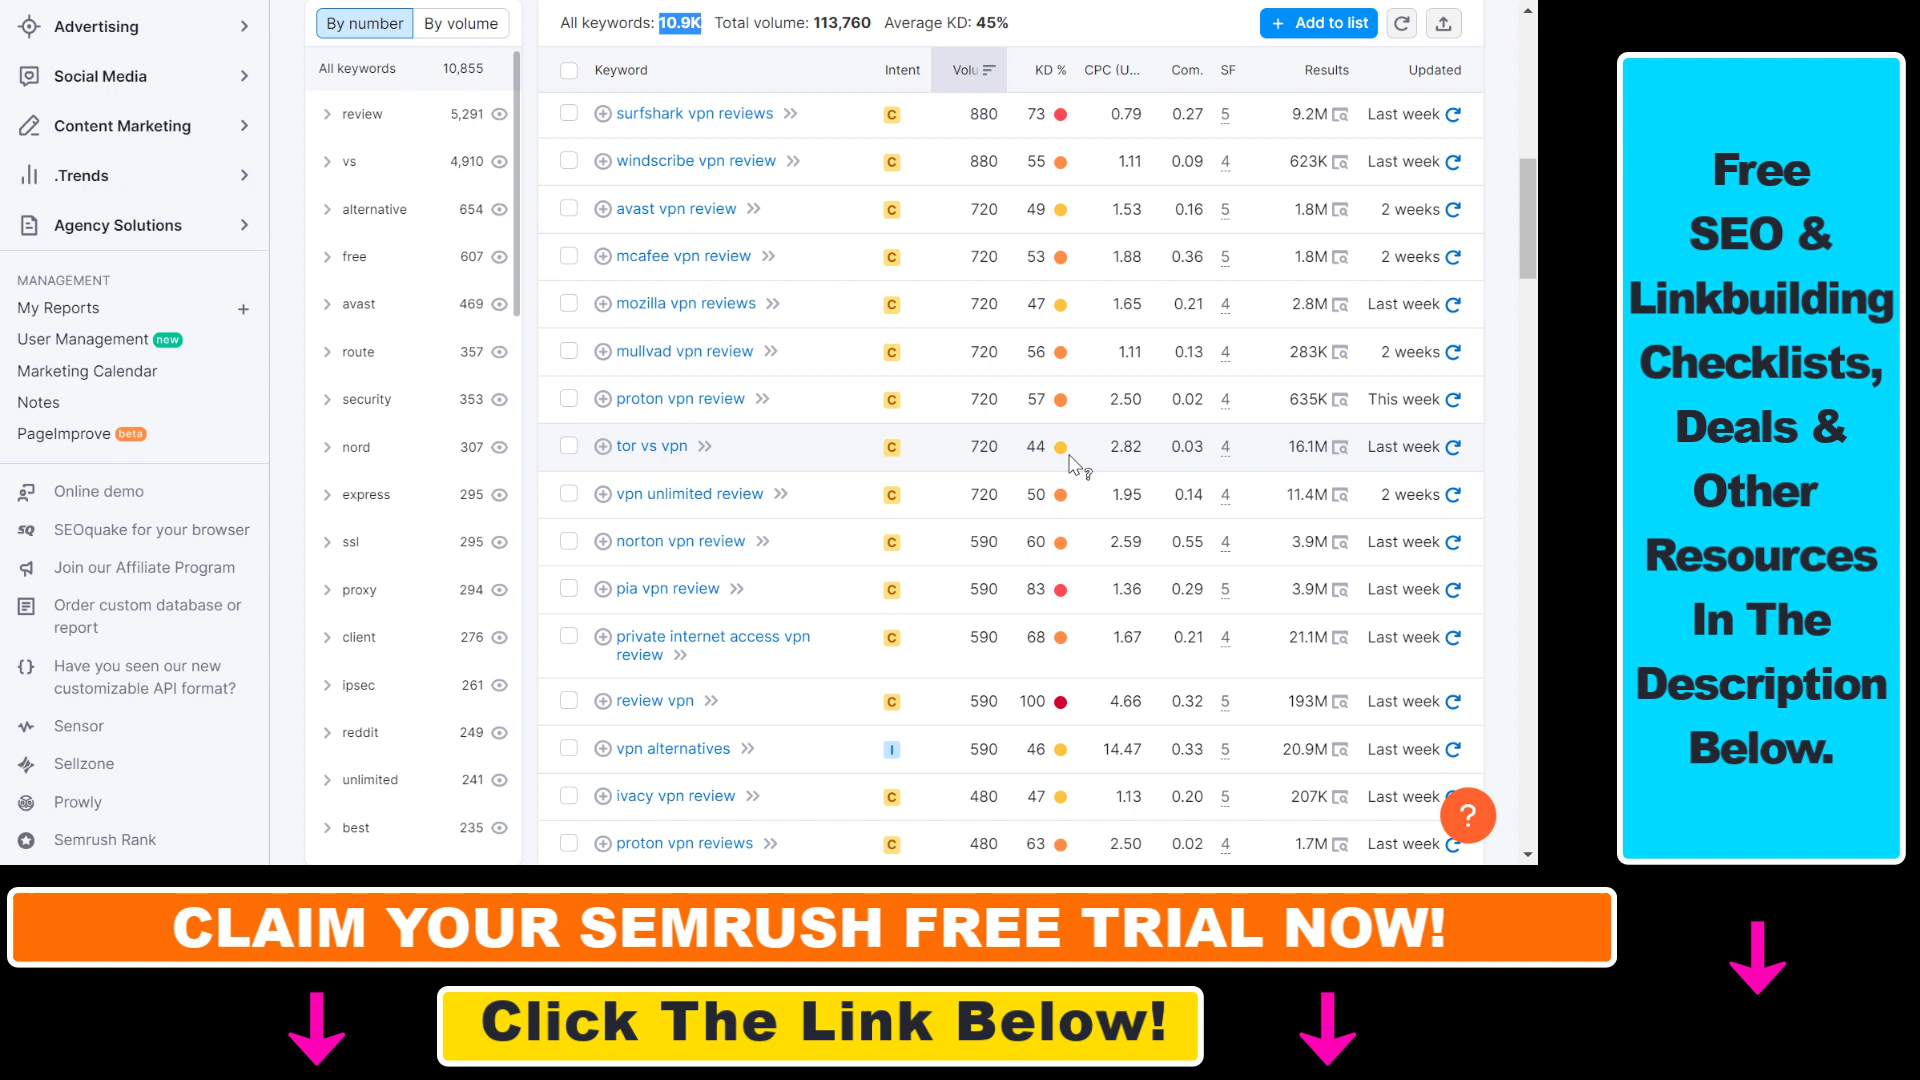 Advertising
Social Media
Content Marketing
.Trends
Agency Solutions
MANAGEMENT
My Reports +
User Management new
Marketing Calendar
Notes
PageImprove beta
Online demo
SQ SEOquake for your browser
Join our Affiliate Program
Order custom database or
report
Have you seen our new
customizable API format?
Sensor
Sellzone
Prowly
Semrush Rank
By number By volume
All keywords 10,855
review 5,291
vs 4,910
alternative 654
free 607
avast 469
route 357
security 353
nord 307
express 295
ssl 295
proxy 294
client 276
ipsec 261
reddit 249
unlimited 241
best 235
All keywords: 10.9K Total volume: 113,760 Average KD: 45%
+ Add to list
Keyword Intent Volu KD % CPC (U... Com. SF Results Updated
surfshark vpn reviews C 880 73 0.79 0.27 5 9.2M Last week
windscribe vpn review C 880 55 1.11 0.09 4 623K Last week
avast vpn review C 720 49 1.53 0.16 5 1.8M 2 weeks
mcafee vpn review C 720 53 1.88 0.36 5 1.8M 2 weeks
mozilla vpn reviews C 720 47 1.65 0.21 4 2.8M Last week
mullvad vpn review C 720 56 1.11 0.13 4 283K 2 weeks
proton vpn review C 720 57 2.50 0.02 4 635K This week
tor vs vpn C 720 44 2.82 0.03 4 16.1M Last week
vpn unlimited review C 720 50 1.95 0.14 4 11.4M 2 weeks
norton vpn review C 590 60 2.59 0.55 4 3.9M Last week
pia vpn review C 590 83 1.36 0.29 5 3.9M Last week
private internet access vpn
review C 590 68 1.67 0.21 4 21.1M Last week
review vpn C 590 100 4.66 0.32 5 193M Last week
vpn alternatives I 590 46 14.47 0.33 5 20.9M Last week
ivacy vpn review C 480 47 1.13 0.20 5 207K Last week
proton vpn reviews C 480 63 2.50 0.02 4 1.7M Last week
?
Free
SEO &
Linkbuilding
Checklists,
Deals &
Other
Resources
In The
Description
Below.
CLAIM YOUR SEMRUSH FREE TRIAL NOW!
Click The Link Below!